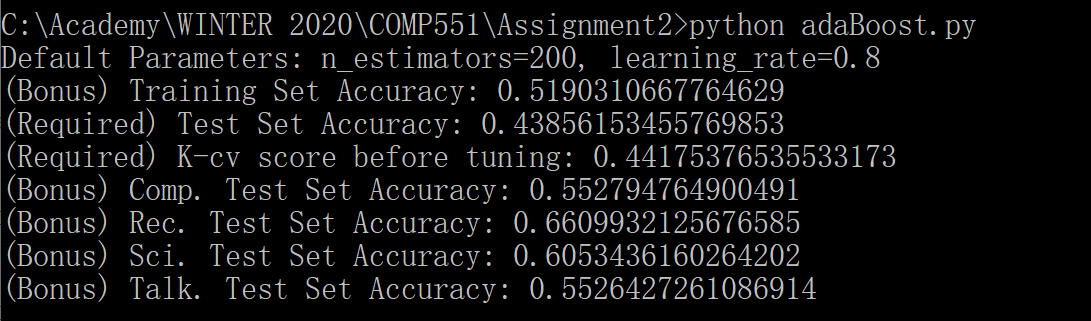 C:\Academy\WINTER 2020\COMP551\Assignment2>python adaBoost.py
Default Parameters: n_estimators=200, learning_rate=0.8
(Bonus) Training Set Accuracy: 0.5190310667764629
(Required) Test Set Accuracy: 0.43856153455769853
(Required) K-cv score before tuning: 0.44175376535533173
(Bonus) Comp. Test Set Accuracy: 0.552794764900491
(Bonus) Rec. Test Set Accuracy: 0.6609932125676585
(Bonus) Sci. Test Set Accuracy: 0.6053436160264202
(Bonus) Talk. Test Set Accuracy: 0.5526427261086914